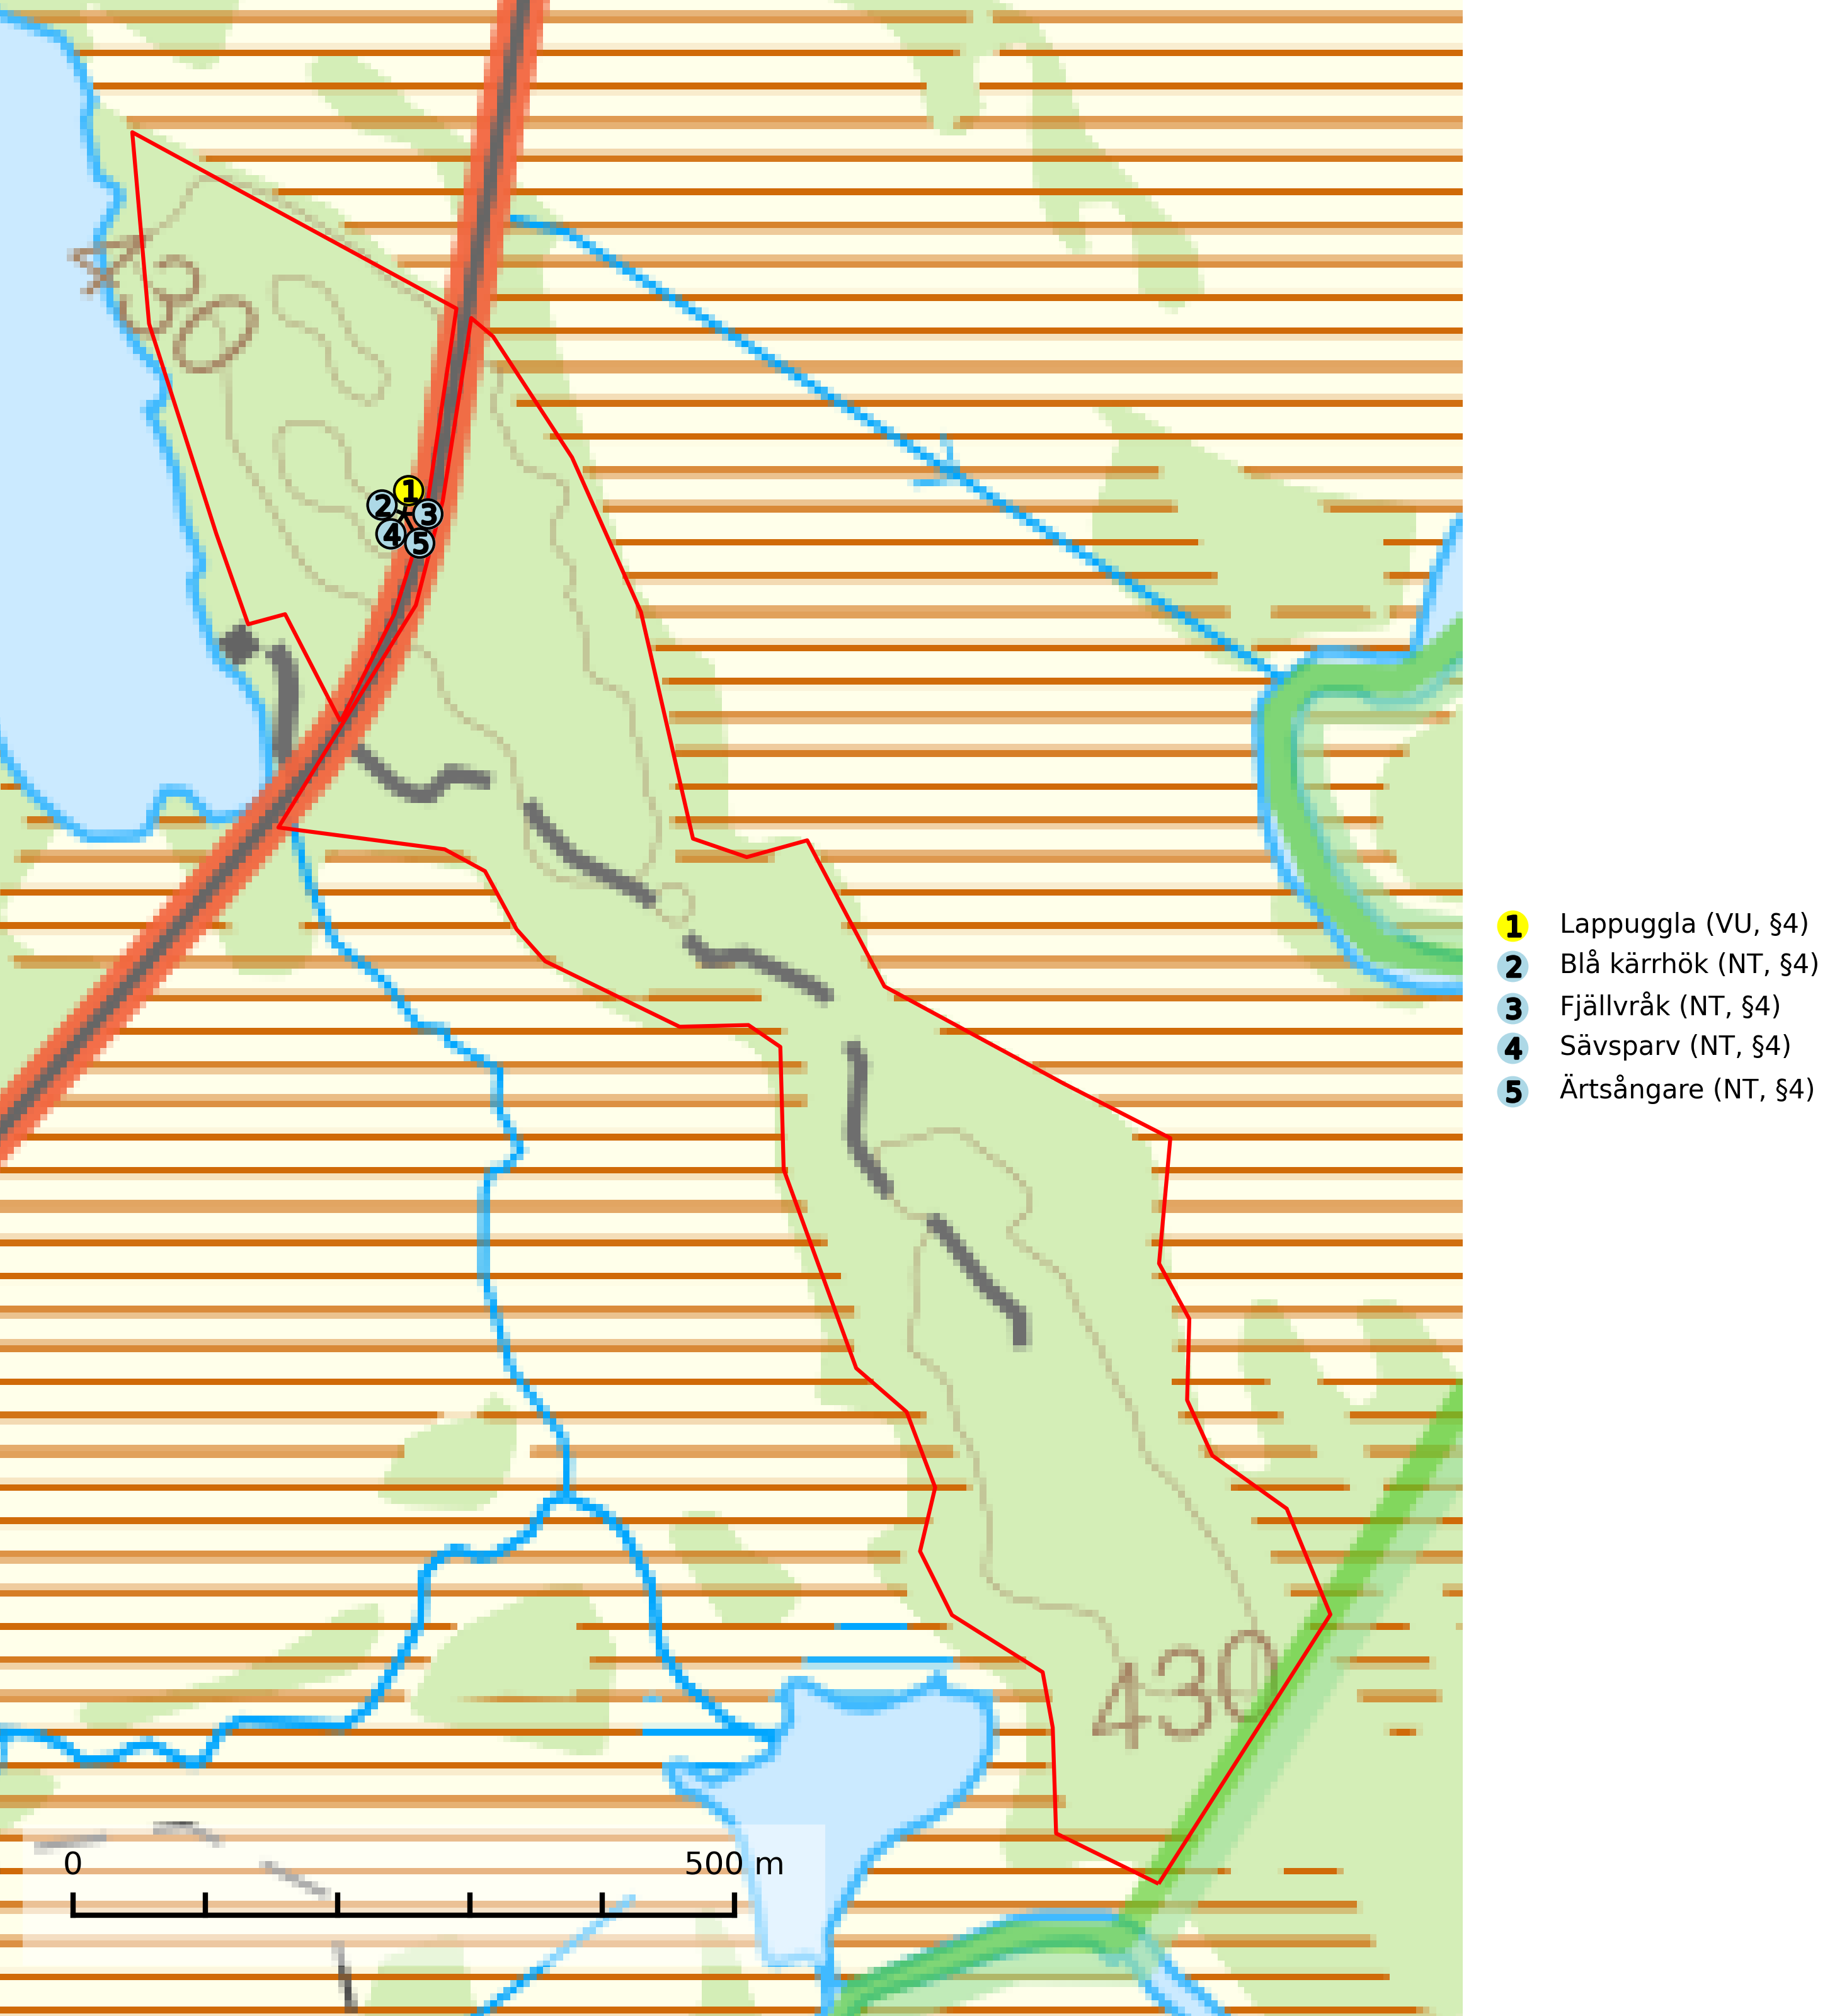 430
1
2
3
4
5
1 Lappuggla (VU, §4)
2 Blå kärrhök (NT, §4)
3 Fjällvråk (NT, §4)
4 Sävsparv (NT, §4)
5 Ärtsångare (NT, §4)
430
0 500 m